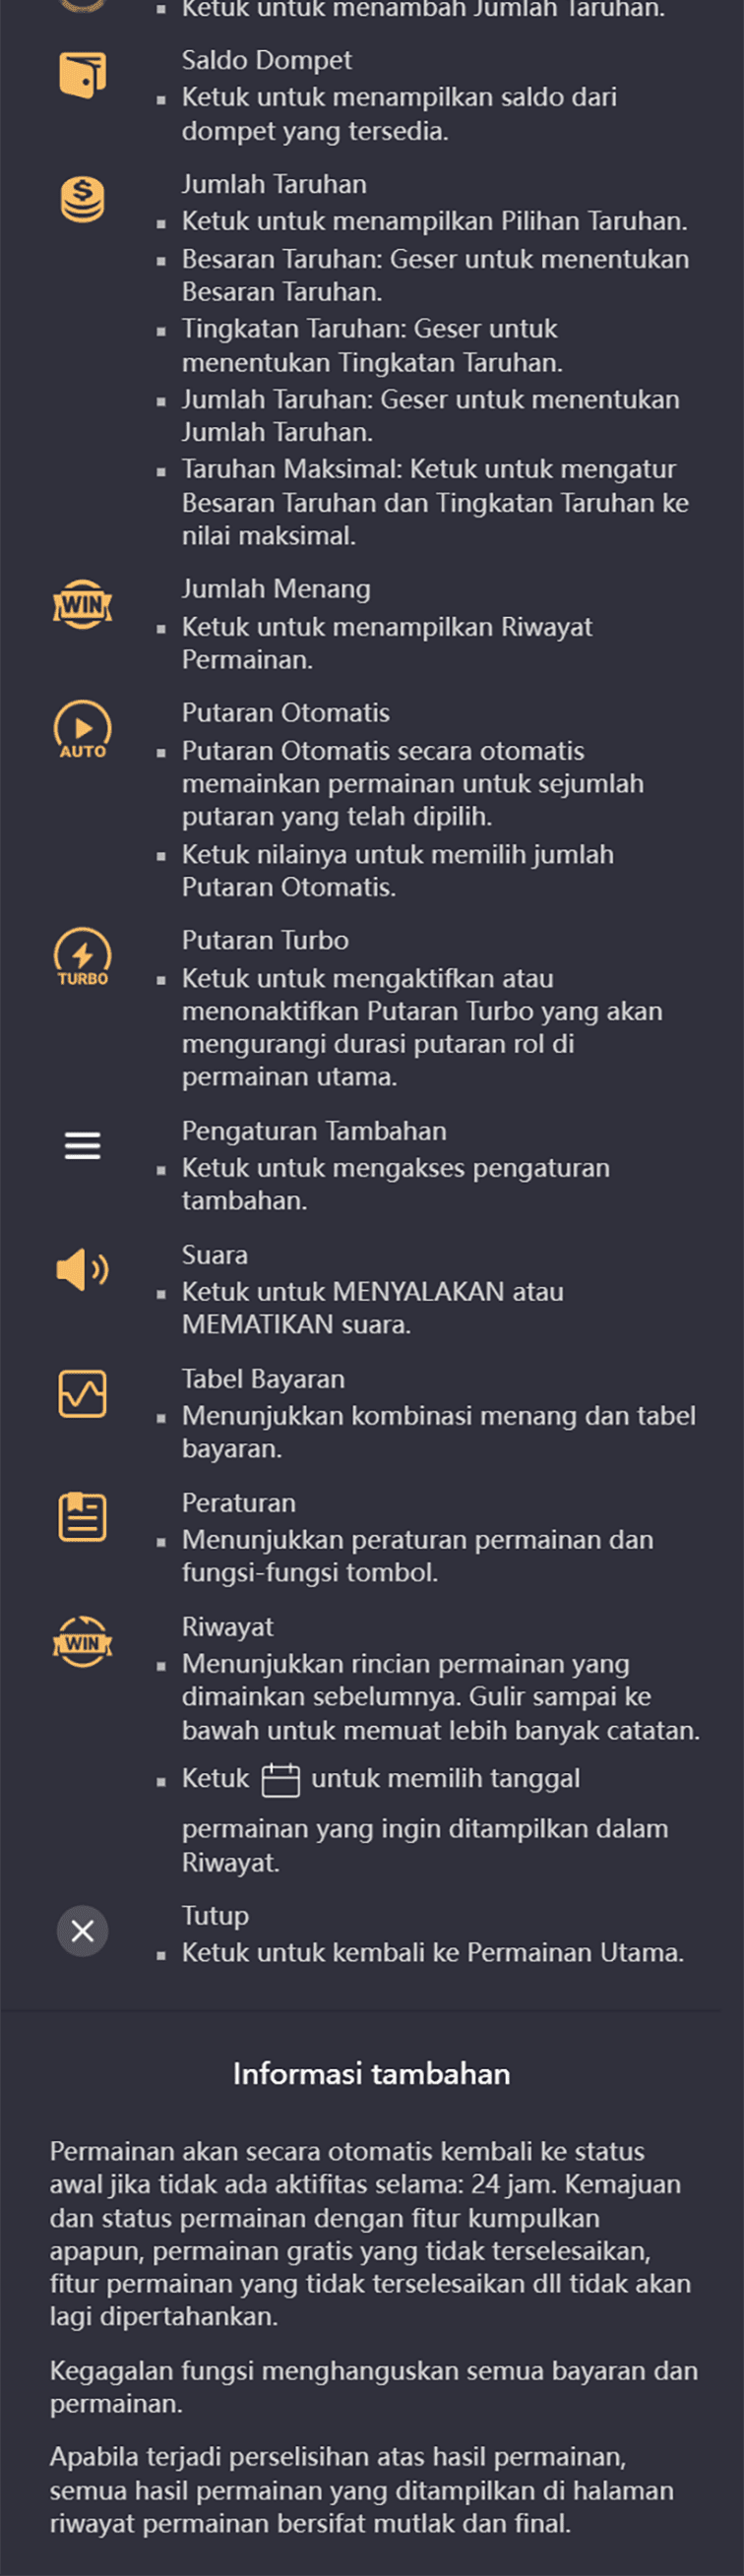 Ketuk untuk menambah Jumlah Taruhan.
Saldo Dompet
Ketuk untuk menampilkan saldo dari
dompet yang tersedia.
Jumlah Taruhan
Ketuk untuk menampilkan Pilihan Taruhan.
Besaran Taruhan: Geser untuk menentukan
Besaran Taruhan.
Tingkatan Taruhan: Geser untuk
menentukan Tingkatan Taruhan.
Jumlah Taruhan: Geser untuk menentukan
Jumlah Taruhan.
Taruhan Maksimal: Ketuk untuk mengatur
Besaran Taruhan dan Tingkatan Taruhan ke
nilai maksimal.
WIN
Jumlah Menang
Ketuk untuk menampilkan Riwayat
Permainan.
AUTO
Putaran Otomatis
Putaran Otomatis secara otomatis
memainkan permainan untuk sejumlah
putaran yang telah dipilih.
Ketuk nilainya untuk memilih jumlah
Putaran Otomatis.
TURBO
Putaran Turbo
Ketuk untuk mengaktifkan atau
menonaktifkan Putaran Turbo yang akan
mengurangi durasi putaran rol di
permainan utama.
Pengaturan Tambahan
Ketuk untuk mengakses pengaturan
tambahan.
Suara
Ketuk untuk MENYALAKAN atau
MEMATIKAN suara.
Tabel Bayaran
Menunjukkan kombinasi menang dan tabel
bayaran.
Peraturan
Menunjukkan peraturan permainan dan
fungsi-fungsi tombol.
WIN
Riwayat
Menunjukkan rincian permainan yang
dimainkan sebelumnya. Gulir sampai ke
bawah untuk memuat lebih banyak catatan.
Ketuk untuk memilih tanggal
permainan yang ingin ditampilkan dalam
Riwayat.
Tutup
Ketuk untuk kembali ke Permainan Utama.
Informasi tambahan
Permainan akan secara otomatis kembali ke status
awal jika tidak ada aktifitas selama: 24 jam. Kemajuan
dan status permainan dengan fitur kumpulkan
apapun, permainan gratis yang tidak terselesaikan,
fitur permainan yang tidak terselesaikan dll tidak akan
lagi dipertahankan.
Kegagalan fungsi menghanguskan semua bayaran dan
permainan.
Apabila terjadi perselisihan atas hasil permainan,
semua hasil permainan yang ditampilkan di halaman
riwayat permainan bersifat mutlak dan final.